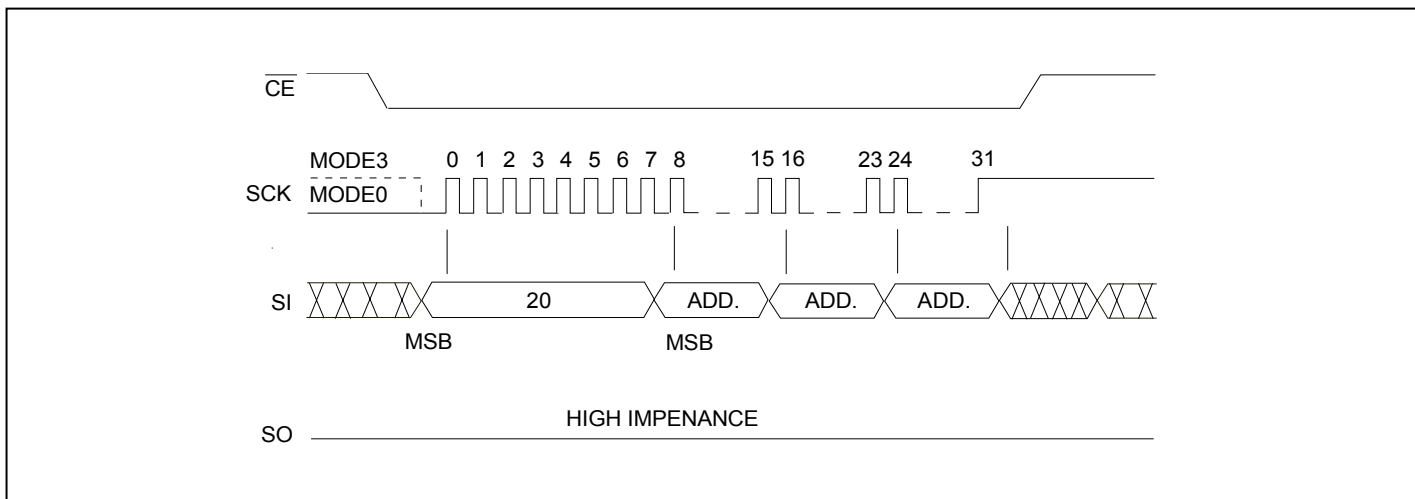 CE
MODE3 0 1 2 3 4 5 6 7 8 15 16 23 24 31
SCK MODE0
SI 20 ADD. ADD. ADD.
MSB MSB
HIGH IMPENANCE
SO